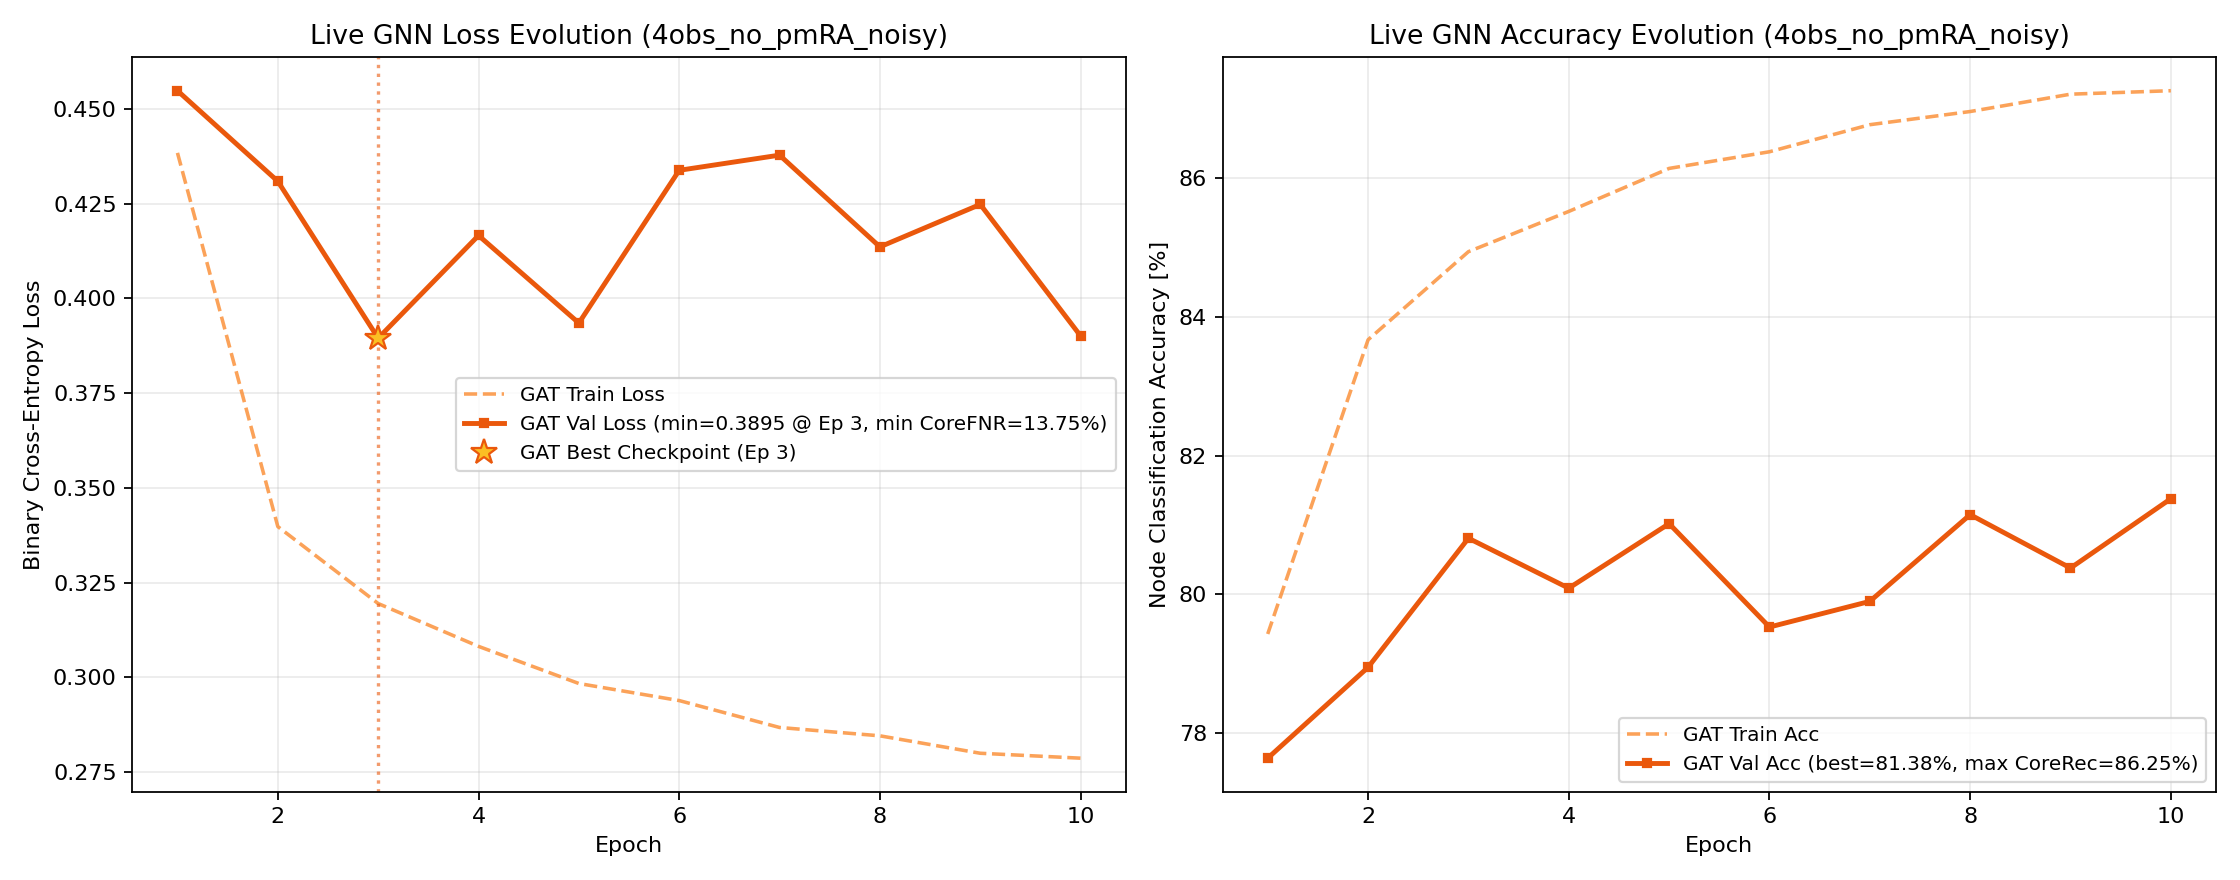 Live GNN Loss Evolution (4obs_no_pmRA_noisy)
Binary Cross-Entropy Loss
0.450
0.425
0.400
0.375
0.350
0.325
0.300
0.275
GAT Train Loss
GAT Val Loss (min=0.3895 @ Ep 3, min CoreFNR=13.75%)
GAT Best Checkpoint (Ep 3)
2 4 6 8 10
Epoch
Live GNN Accuracy Evolution (4obs_no_pmRA_noisy)
Node Classification Accuracy [%]
86
84
82
80
78
GAT Train Acc
GAT Val Acc (best=81.38%, max CoreRec=86.25%)
2 4 6 8 10
Epoch